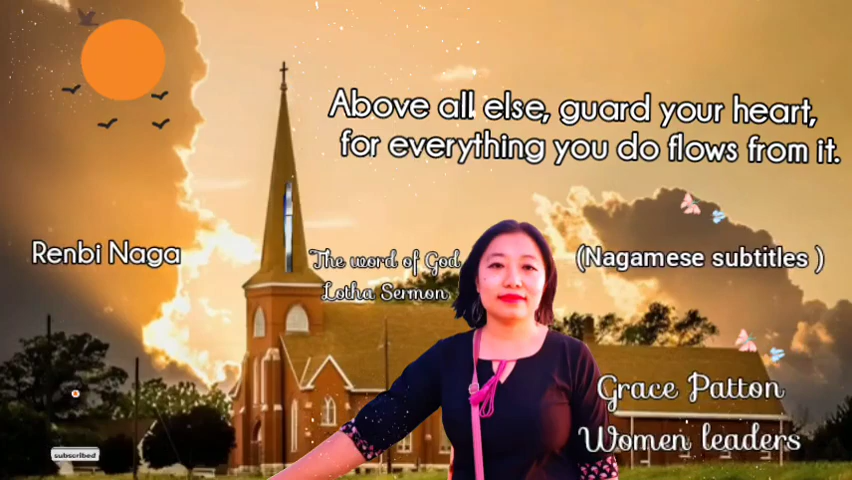 Above all else, guard your heart,
for everything you do flows from it.
Renbi Naga
The word of God
Lotha Sermon
(Nagamese subtitles )
Grace Patton
Women leaders
subscribed